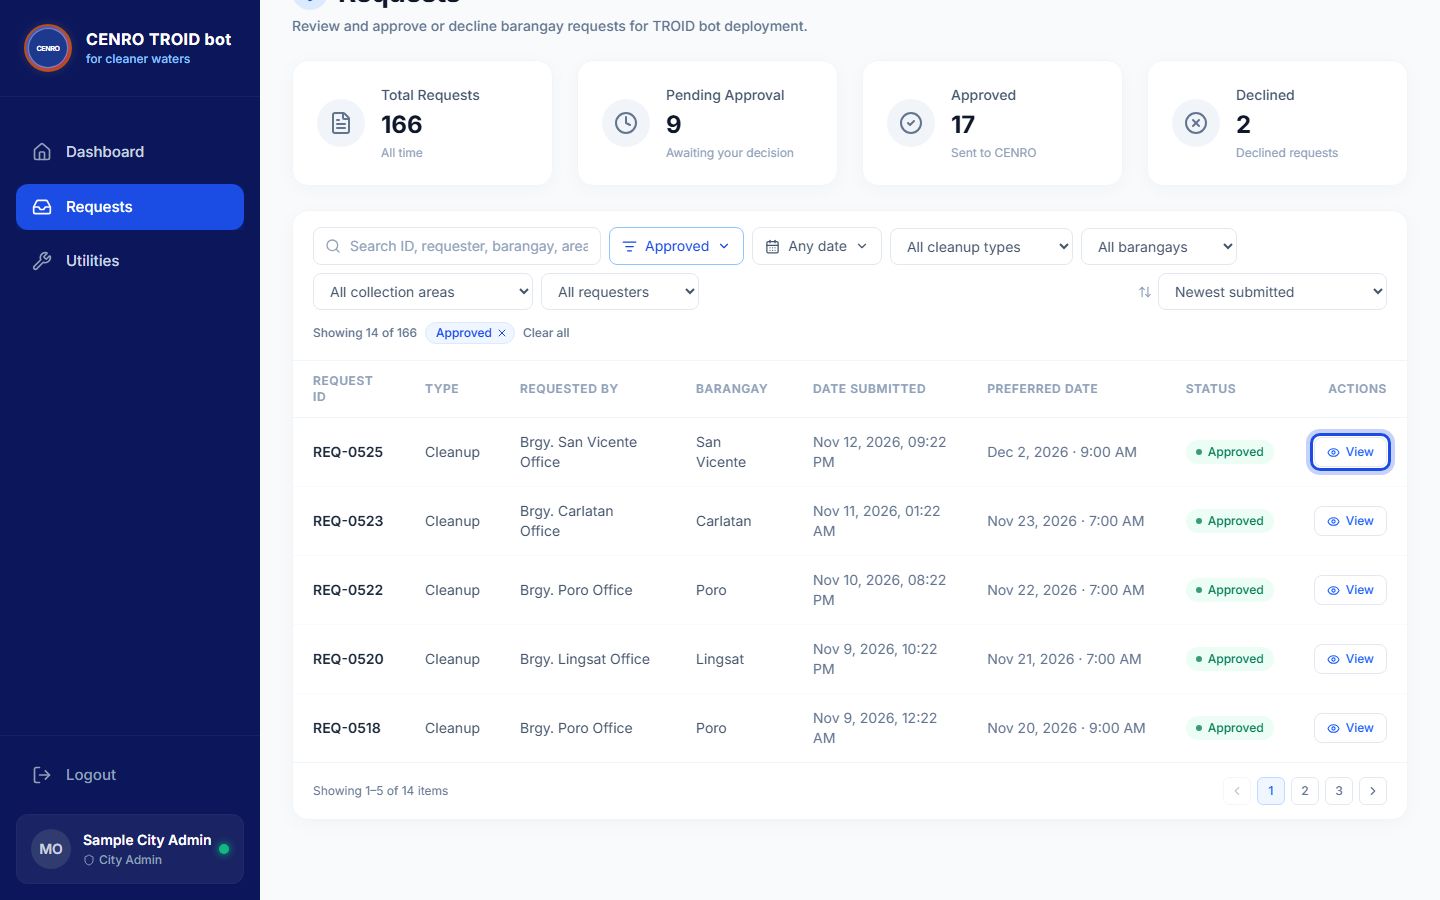 CENRO
CENRO TROID bot
for cleaner waters
Dashboard
Requests
Utilities
Logout
MO
Sample City Admin
City Admin
Requests
Review and approve or decline barangay requests for TROID bot deployment.
Total Requests
166
All time
Pending Approval
9
Awaiting your decision
Approved
17
Sent to CENRO
Declined
2
Declined requests
Search ID, requester, barangay, area
Approved
Any date
All cleanup types
All barangays
All collection areas
All requesters
Newest submitted
Showing 14 of 166
Approved ×
Clear all
REQUEST
ID
TYPE
REQUESTED BY
BARANGAY
DATE SUBMITTED
PREFERRED DATE
STATUS
ACTIONS
REQ-0525
Cleanup
Brgy. San Vicente
Office
San
Vicente
Nov 12, 2026, 09:22
PM
Dec 2, 2026 · 9:00 AM
Approved
View
REQ-0523
Cleanup
Brgy. Carlatan
Office
Carlatan
Nov 11, 2026, 01:22
AM
Nov 23, 2026 · 7:00 AM
Approved
View
REQ-0522
Cleanup
Brgy. Poro Office
Poro
Nov 10, 2026, 08:22
PM
Nov 22, 2026 · 7:00 AM
Approved
View
REQ-0520
Cleanup
Brgy. Lingsat Office
Lingsat
Nov 9, 2026, 10:22
PM
Nov 21, 2026 · 7:00 AM
Approved
View
REQ-0518
Cleanup
Brgy. Poro Office
Poro
Nov 9, 2026, 12:22
AM
Nov 20, 2026 · 9:00 AM
Approved
View
Showing 1–5 of 14 items
1
2
3